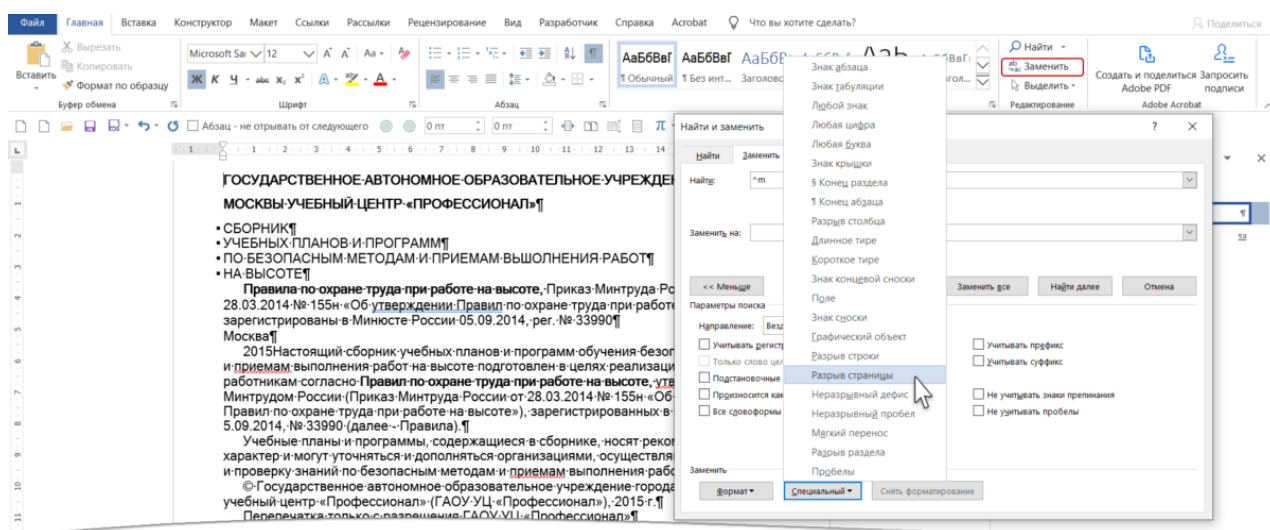 Файл Главная Вставка Конструктор Макет Ссылки Рассылки Рецензирование Вид Разработчик Справка Acrobat Что вы хотите сделать? Поделиться
Вставить
Вырезать
Копировать
Формат по образцу
Буфер обмена
Microsoft Sai 12
Шрифт
Абзац
АаБбВвГ АаБбВвГ
¶ Обычный ¶ Без инт... Заголово
Найти
Заменить
Выделить
Редактирование
Создать и поделиться Adobe PDF
Запросить подписи
Adobe Acrobat
Абзац - не отрывать от следующего 0 пт 0 пт
ГОСУДАРСТВЕННОЕ·АВТОНОМНОЕ·ОБРАЗОВАТЕЛЬНОЕ·УЧРЕЖДЕ
МОСКВЫ·УЧЕБНЫЙ·ЦЕНТР·«ПРОФЕССИОНАЛ»¶
▪ СБОРНИК¶
▪ УЧЕБНЫХ·ПЛАНОВ·И·ПРОГРАММ¶
▪ ПО·БЕЗОПАСНЫМ·МЕТОДАМ·И·ПРИЕМАМ·ВЫШОЛНЕНИЯ·РАБОТ¶
▪ НА·ВЫСОТЕ¶
Правила·по·охране·труда·при·работе·на·высоте,·Приказ·Минтруда·Ро
28.03.2014·№·155н·«Об·утверждении·Правил·по·охране·труда·при·работе
зарегистрированы·в·Минюсте·России·05.09.2014,·рег.·№·33990¶
Москва¶
2015Настоящий·сборник·учебных·планов·и·программ·обучения·безог
и·приемам·выполнения·работ·на·высоте·подготовлен·в·целях·реализаци
работникам·согласно·Правил·по·охране·труда·при·работе·на·высоте,·утв
Минтрудом·России·(Приказ·Минтруда·России·от·28.03.2014·№·155н·«Об
Правил·по·охране·труда·при·работе·на·высоте»),·зарегистрированных·в·
5.09.2014,·№·33990·(далее·-·Правила).¶
Учебные·планы·и·программы,·содержащиеся·в·сборнике,·носят·реко
характер·и·могут·уточняться·и·дополняться·организациями,·осуществля
и·проверку·знаний·по·безопасным·методам·и·приемам·выполнения·рабо
©·Государственное·автономное·образовательное·учреждение·города
учебный·центр·«Профессионал»·(ГАОУ·УЦ·«Профессионал»),·2015·г.¶
Перепечатка·только·с·разрешения·ГАОУ·УЦ·«Профессионал»¶
Найти и заменить ? ×
Найти Заменить
Найти: ^m
Заменить на:
<< Меньше Заменить все Найти далее Отмена
Параметры поиска
Направление: Везд
Учитывать регистр
Только слово цел
Подстановочные
Произносится как
Все словоформы
Учитывать префикс
Учитывать суффикс
Не учитывать знаки препинания
Не учитывать пробелы
Заменить
Формат Специальный Снять форматирование
Знак абзаца
Знак табуляции
Любой знак
Любая цифра
Любая буква
Знак крышки
§ Конец раздела
¶ Конец абзаца
Разрыв столбца
Длинное тире
Короткое тире
Знак концевой сноски
Поле
Знак сноски
Графический объект
Разрыв строки
Разрыв страницы
Неразрывный дефис
Неразрывный пробел
Мягкий перенос
Разрыв раздела
Пробелы